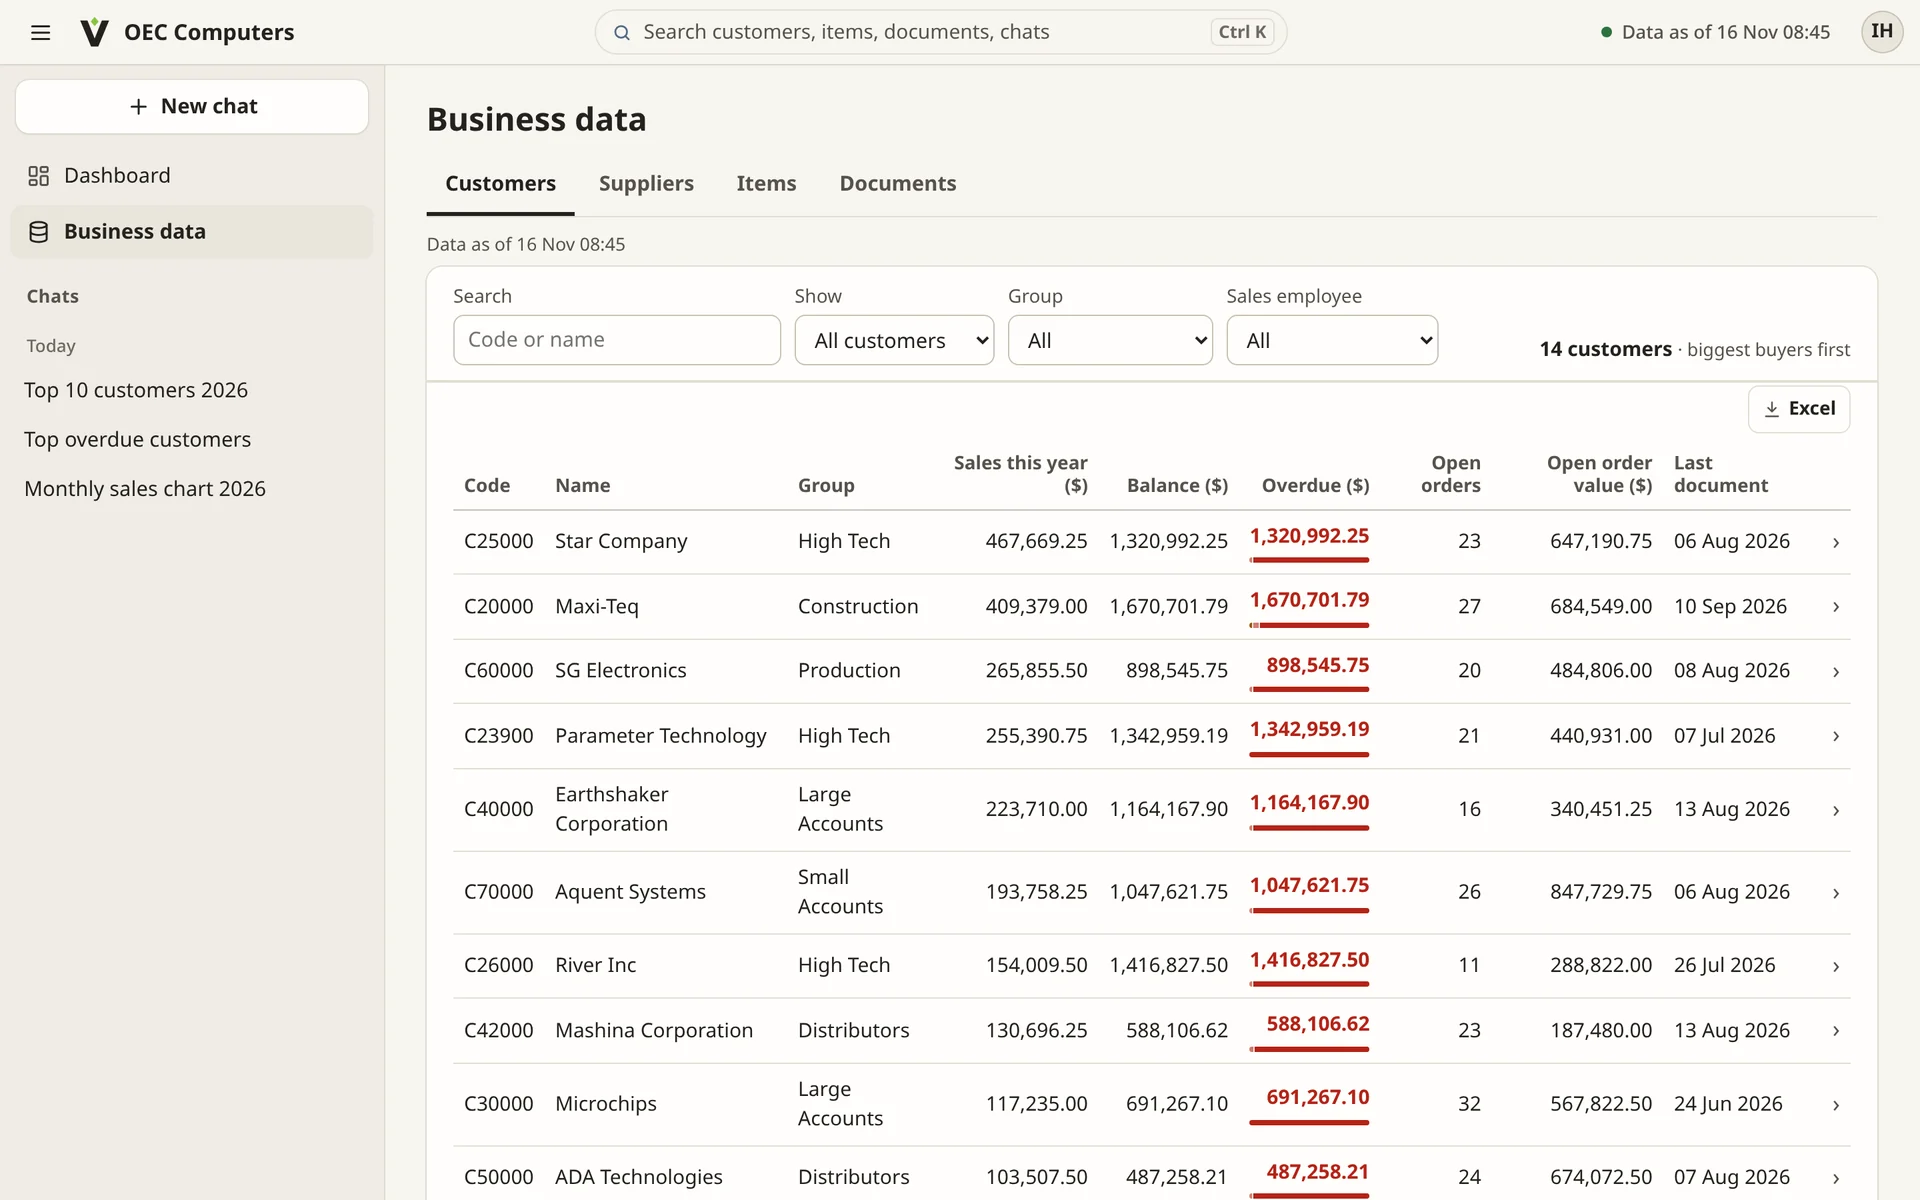 OEC Computers
Search customers, items, documents, chats
Ctrl K
Data as of 16 Nov 08:45
IH
+ New chat
Dashboard
Business data
Chats
Today
Top 10 customers 2026
Top overdue customers
Monthly sales chart 2026
Business data
Customers Suppliers Items Documents
Data as of 16 Nov 08:45
Search Show Group Sales employee
Code or name All customers All All
14 customers · biggest buyers first
Excel
Code Name Group Sales this year ($) Balance ($) Overdue ($) Open orders Open order value ($) Last document
C25000 Star Company High Tech 467,669.25 1,320,992.25 1,320,992.25 23 647,190.75 06 Aug 2026 ›
C20000 Maxi-Teq Construction 409,379.00 1,670,701.79 1,670,701.79 27 684,549.00 10 Sep 2026 ›
C60000 SG Electronics Production 265,855.50 898,545.75 898,545.75 20 484,806.00 08 Aug 2026 ›
C23900 Parameter Technology High Tech 255,390.75 1,342,959.19 1,342,959.19 21 440,931.00 07 Jul 2026 ›
C40000 Earthshaker Corporation Large Accounts 223,710.00 1,164,167.90 1,164,167.90 16 340,451.25 13 Aug 2026 ›
C70000 Aquent Systems Small Accounts 193,758.25 1,047,621.75 1,047,621.75 26 847,729.75 06 Aug 2026 ›
C26000 River Inc High Tech 154,009.50 1,416,827.50 1,416,827.50 11 288,822.00 26 Jul 2026 ›
C42000 Mashina Corporation Distributors 130,696.25 588,106.62 588,106.62 23 187,480.00 13 Aug 2026 ›
C30000 Microchips Large Accounts 117,235.00 691,267.10 691,267.10 32 567,822.50 24 Jun 2026 ›
C50000 ADA Technologies Distributors 103,507.50 487,258.21 487,258.21 24 674,072.50 07 Aug 2026 ›